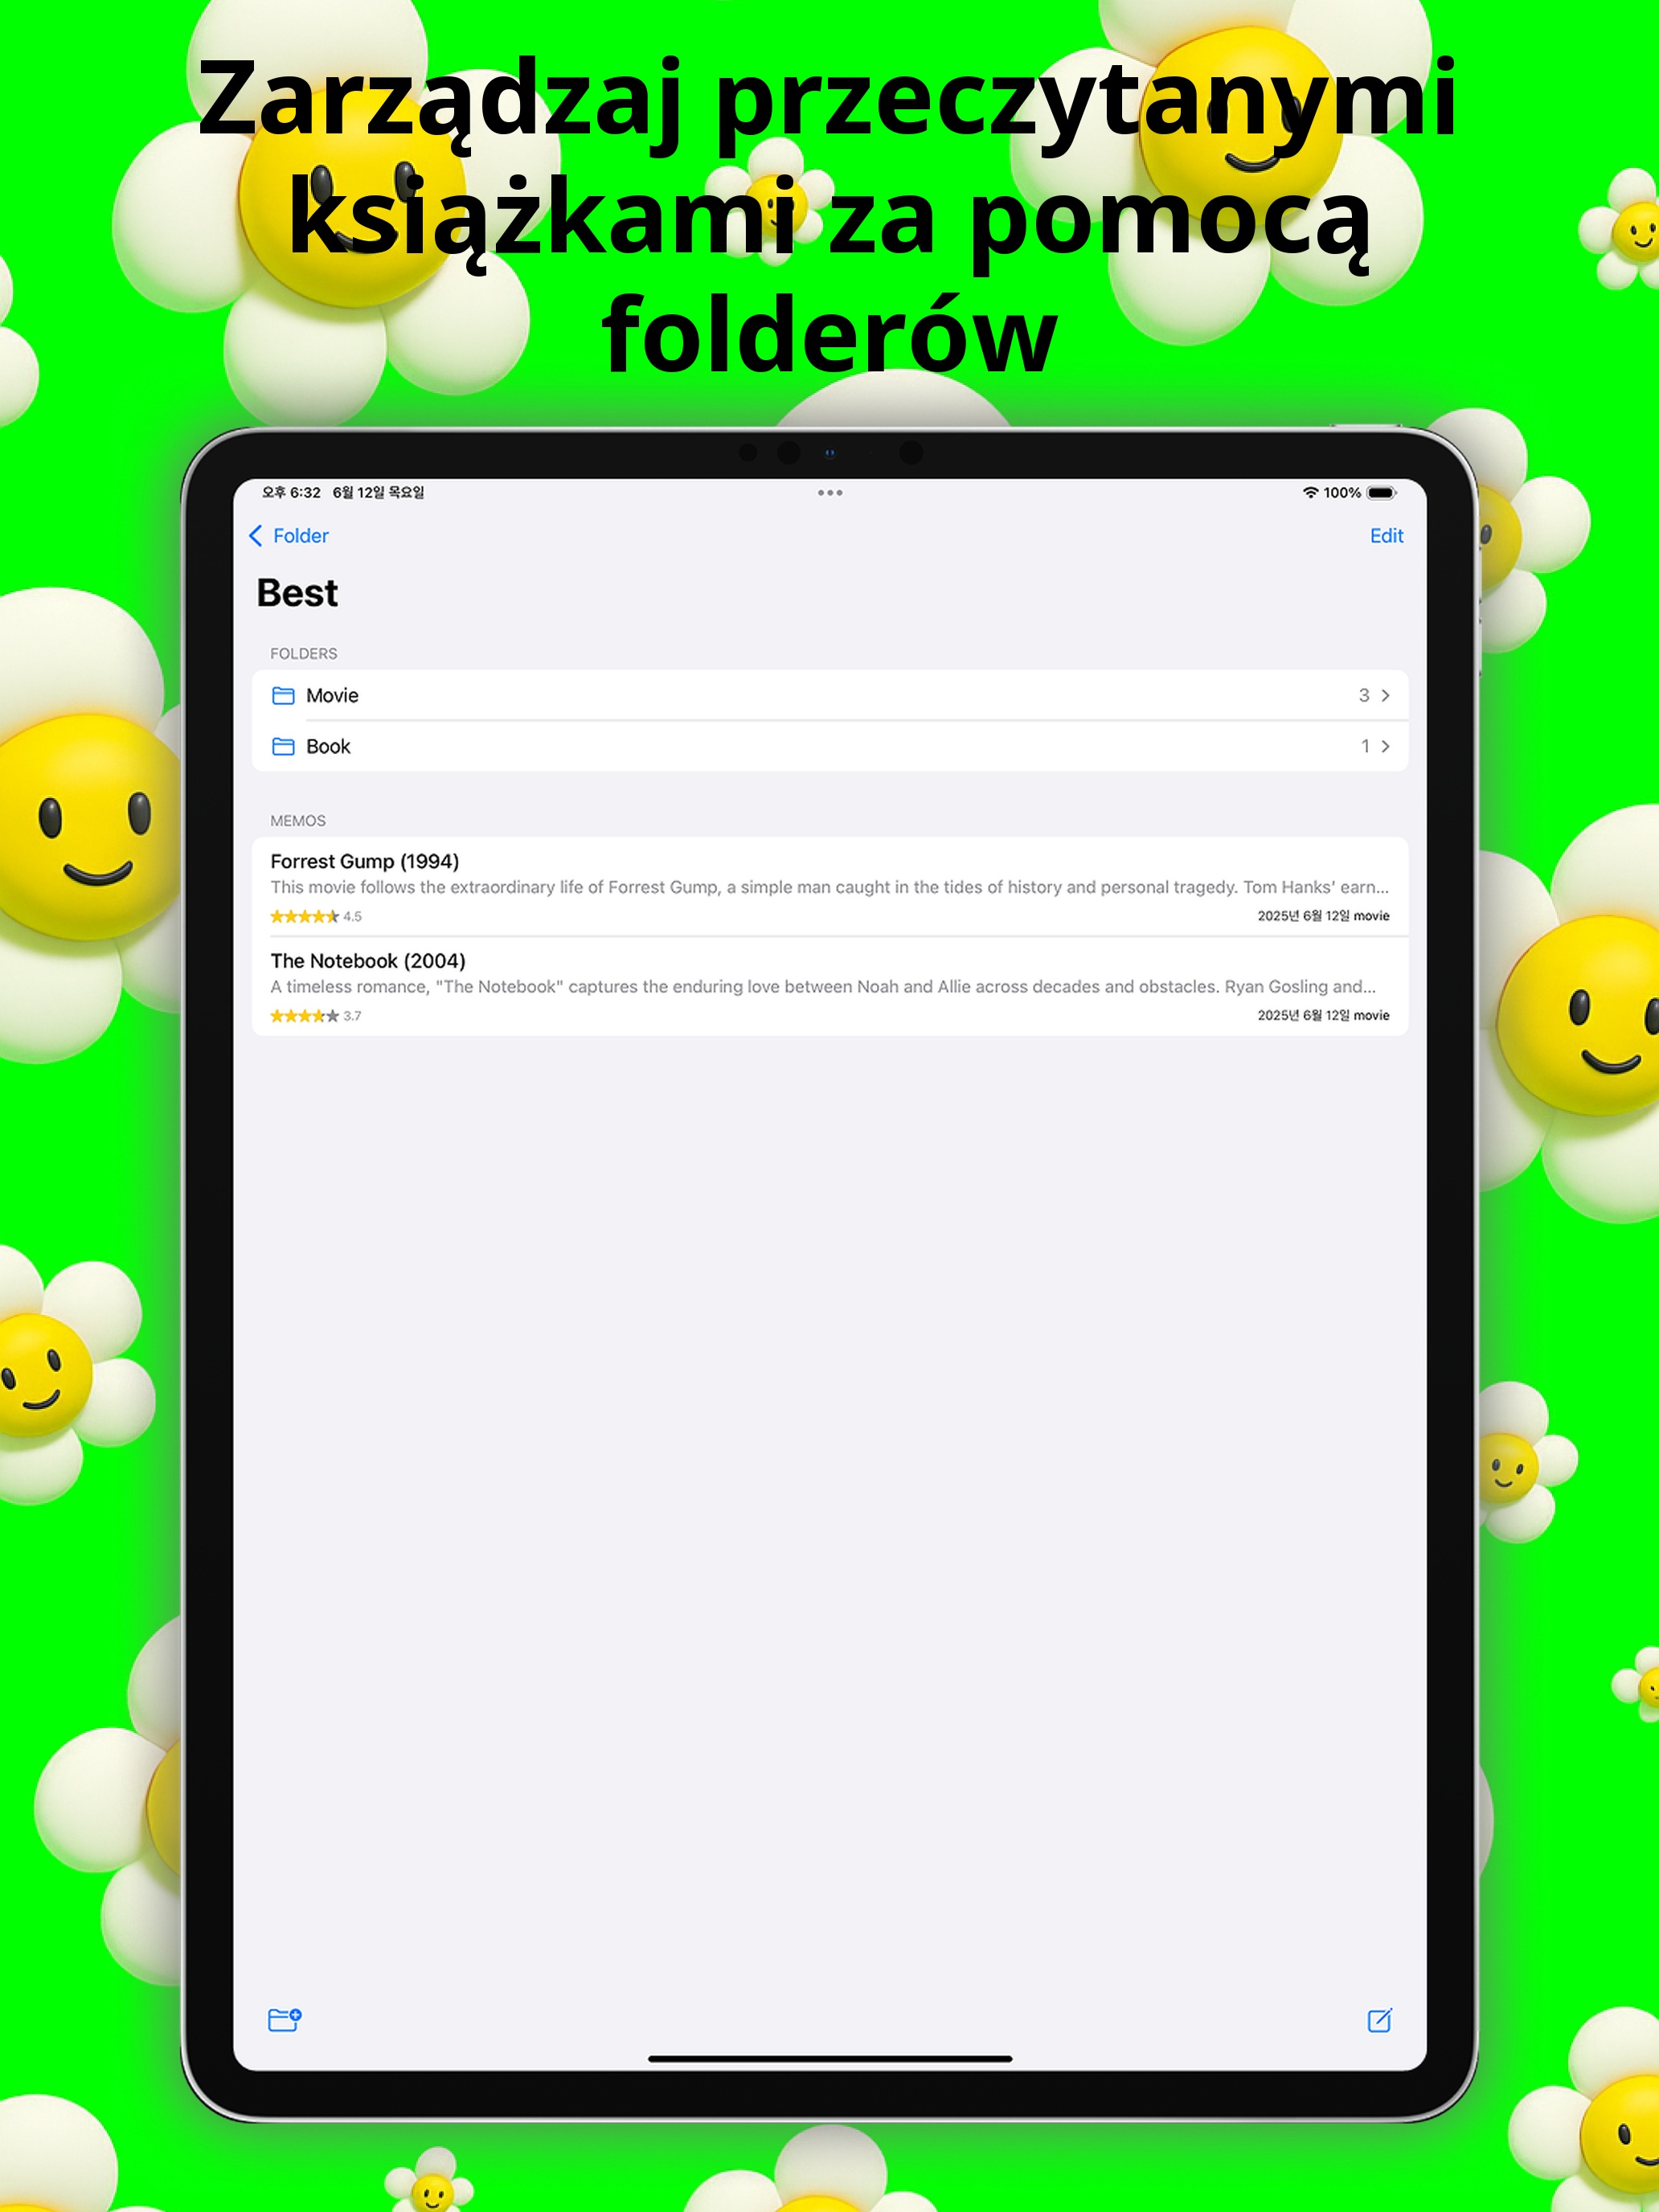 Zarządzaj przeczytanymi
książkami za pomocą
folderów
오후 6:32 6월 12일 목요일
100%
Folder
Edit
Best
FOLDERS
Movie 3
Book 1
MEMOS
Forrest Gump (1994)
This movie follows the extraordinary life of Forrest Gump, a simple man caught in the tides of history and personal tragedy. Tom Hanks' earn...
4.5 2025년 6월 12일 movie
The Notebook (2004)
A timeless romance, "The Notebook" captures the enduring love between Noah and Allie across decades and obstacles. Ryan Gosling and...
3.7 2025년 6월 12일 movie